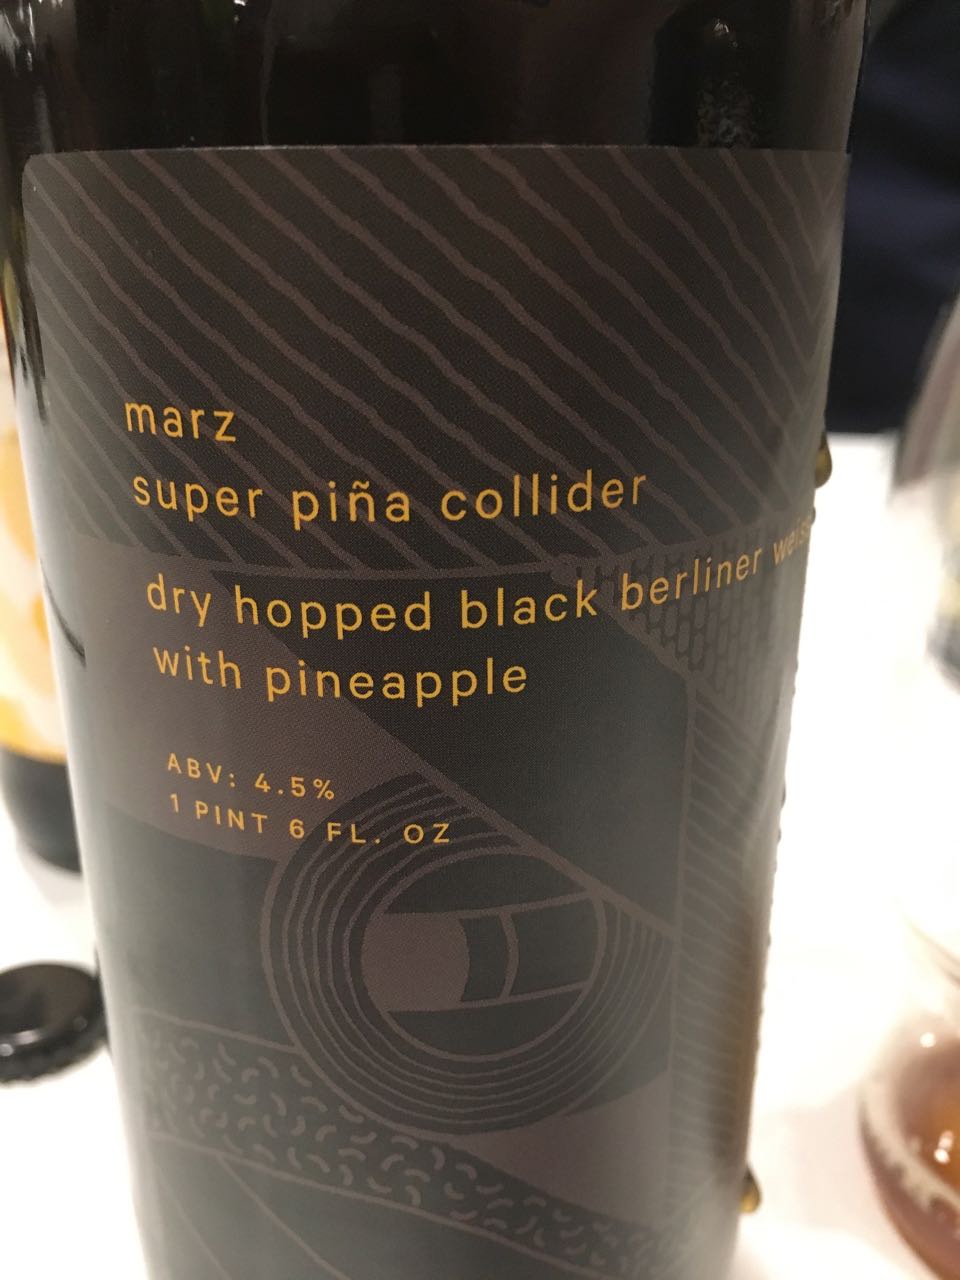 marz
super piña collider
dry hopped black berliner
with pineapple
ABV: 4.5%
1 PINT 6 FL. OZ